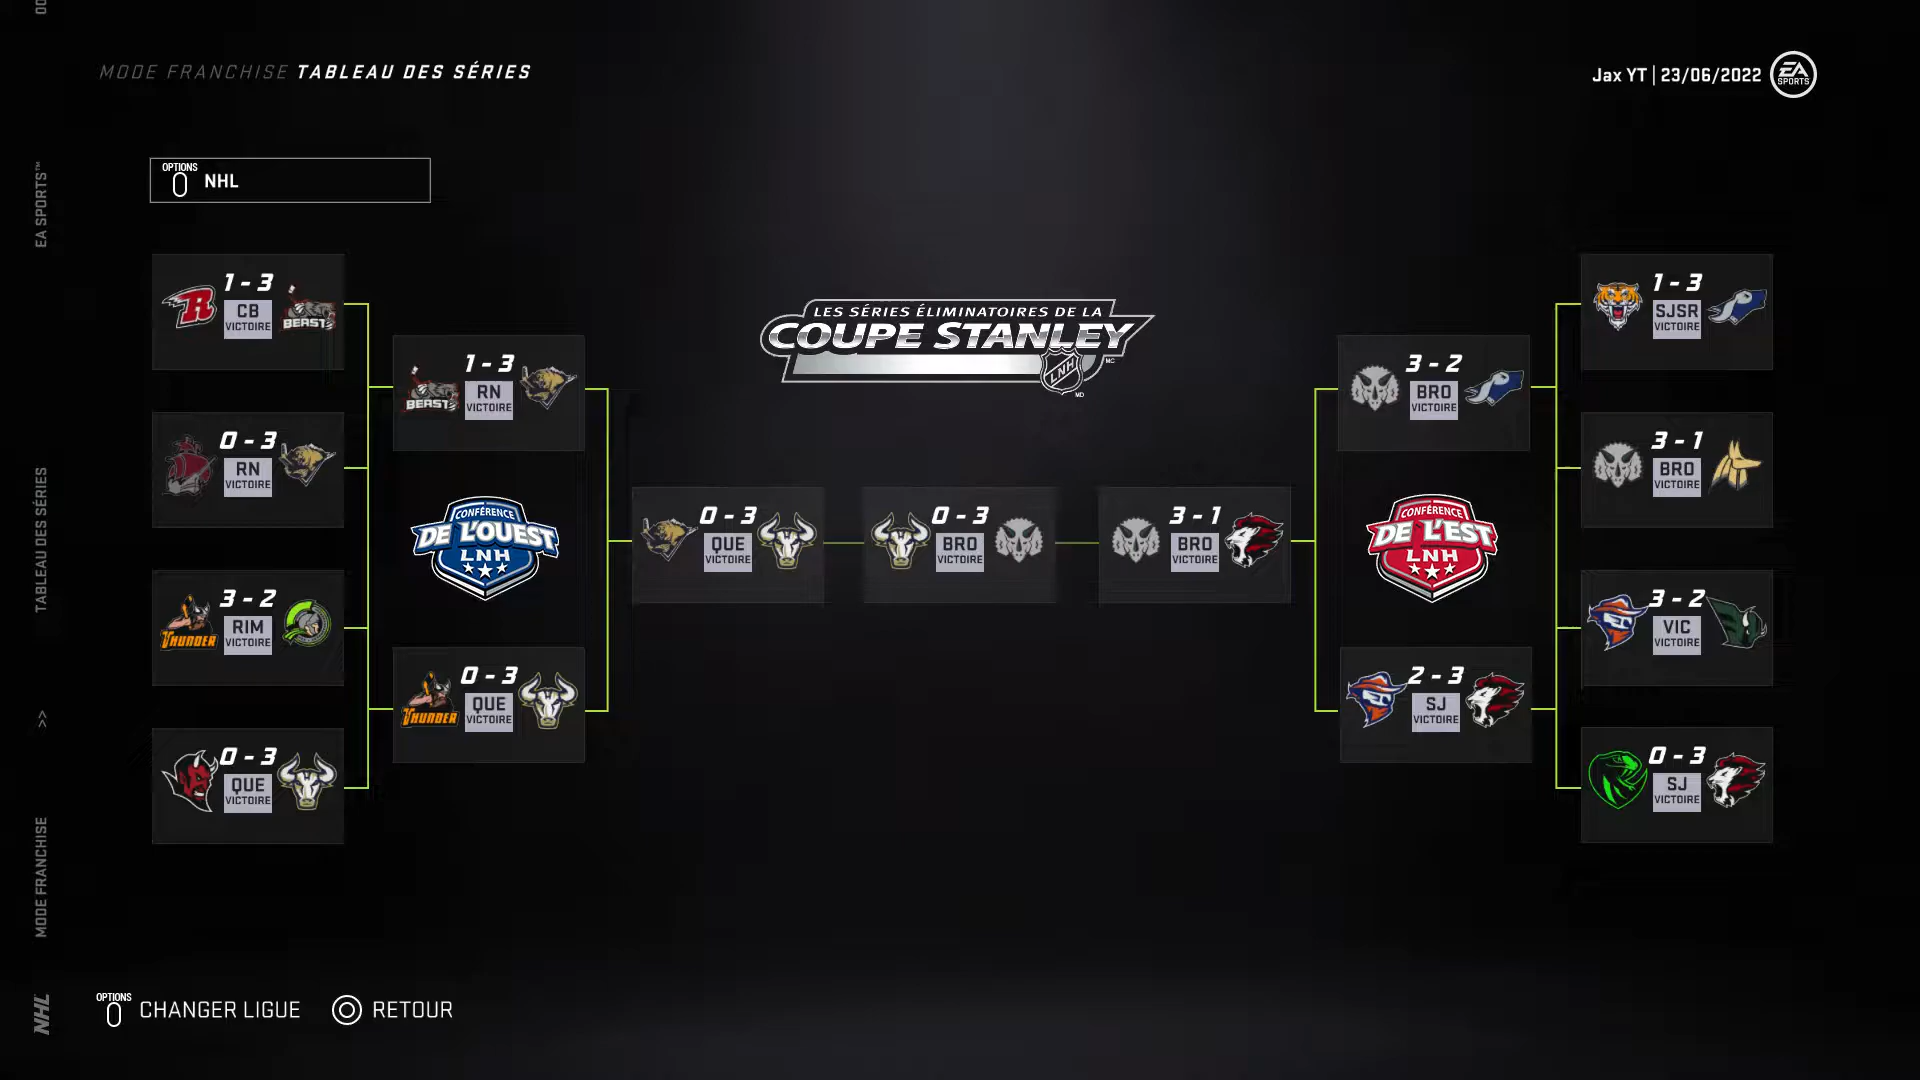 MODE FRANCHISE TABLEAU DES SÉRIES
Jax YT | 23/06/2022
EA SPORTS
OPTIONS
NHL
LES SÉRIES ÉLIMINATOIRES DE LA
COUPE STANLEY
LNH
MC
MD
1 - 3
CB
VICTOIRE
BEAST
0 - 3
RN
VICTOIRE
THUNDER
3 - 2
RIM
VICTOIRE
0 - 3
QUE
VICTOIRE
BEAST
1 - 3
RN
VICTOIRE
CONFÉRENCE
DE L'OUEST
LNH
THUNDER
0 - 3
QUE
VICTOIRE
0 - 3
QUE
VICTOIRE
0 - 3
BRO
VICTOIRE
3 - 1
BRO
VICTOIRE
3 - 2
BRO
VICTOIRE
CONFÉRENCE
DE L'EST
LNH
2 - 3
SJ
VICTOIRE
1 - 3
SJSR
VICTOIRE
3 - 1
BRO
VICTOIRE
3 - 2
VIC
VICTOIRE
0 - 3
SJ
VICTOIRE
NHL
MODE FRANCHISE
>>
TABLEAU DES SÉRIES
EA SPORTS™
OPTIONS
CHANGER LIGUE
RETOUR